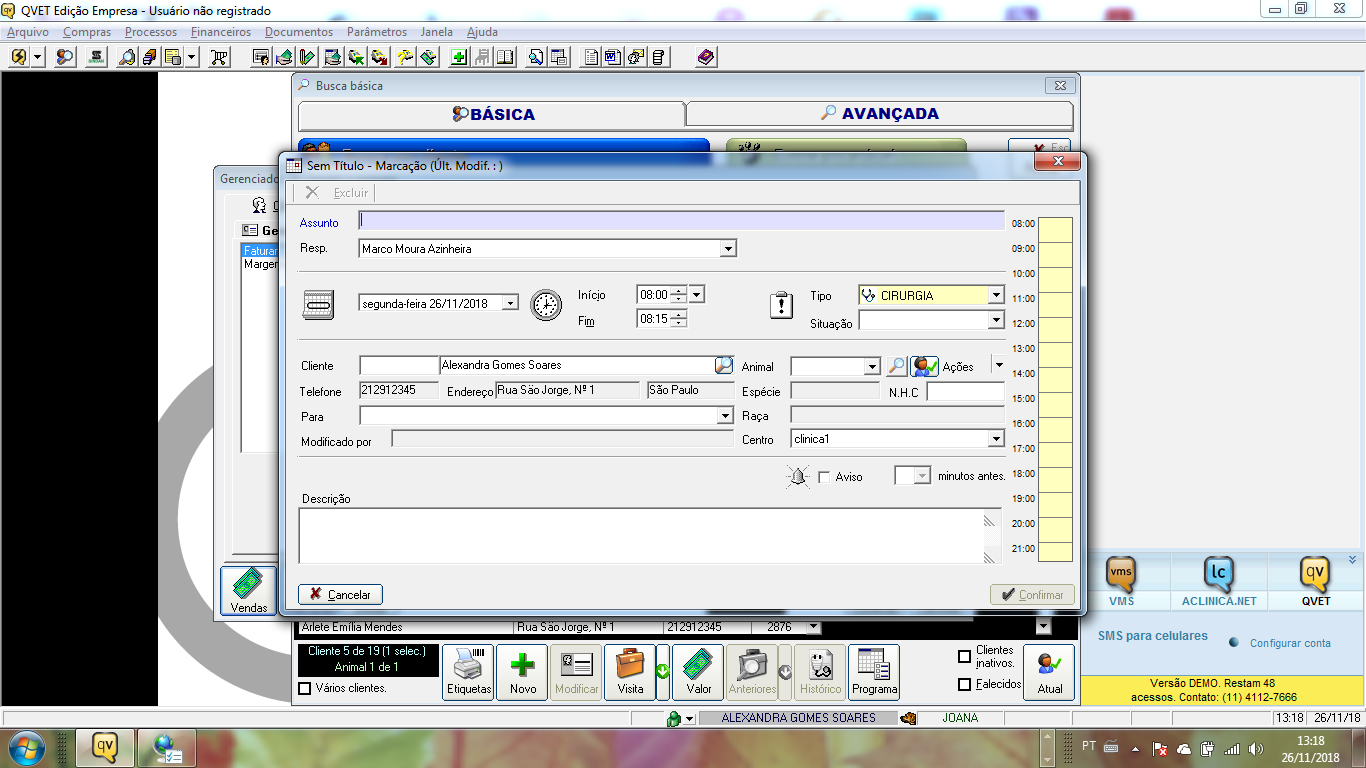 QVET Edição Empresa - Usuário não registrado
Arquivo Compras Processos Financeiros Documentos Parâmetros Janela Ajuda
Busca básica
BÁSICA
AVANÇADA
Esc
Gerenciado
Ge
Faturar
Marger
Sem Título - Marcação (Últ. Modif. : )
Excluir
Assunto
Resp. Marco Moura Azinheira
segunda-feira 26/11/2018
Início 08:00
Fim 08:15
Tipo CIRURGIA
Situação
Cliente Alexandra Gomes Soares
Animal
Ações
Telefone 212912345 Endereço Rua São Jorge, Nº 1 São Paulo
Espécie
N.H.C
Para
Raça
Modificado por
Centro clinica1
Aviso
minutos antes.
Descrição
Cancelar
Confirmar
08:00
09:00
10:00
11:00
12:00
13:00
14:00
15:00
16:00
17:00
18:00
19:00
20:00
21:00
Vendas
Arlete Emília Mendes Rua São Jorge, Nº 1 212912345 2876
Cliente 5 de 19 (1 selec.)
Animal 1 de 1
Vários clientes.
Etiquetas
Novo
Modificar
Visita
Valor
Anteriores
Histórico
Programa
Clientes
inativos.
Falecidos
Atual
vms
VMS
lc
ACLINICA.NET
qv
QVET
SMS para celulares
Configurar conta
Versão DEMO. Restam 48
acessos. Contato: (11) 4112-7666
ALEXANDRA GOMES SOARES
JOANA
13:18 26/11/18
qv
PT
13:18
26/11/2018